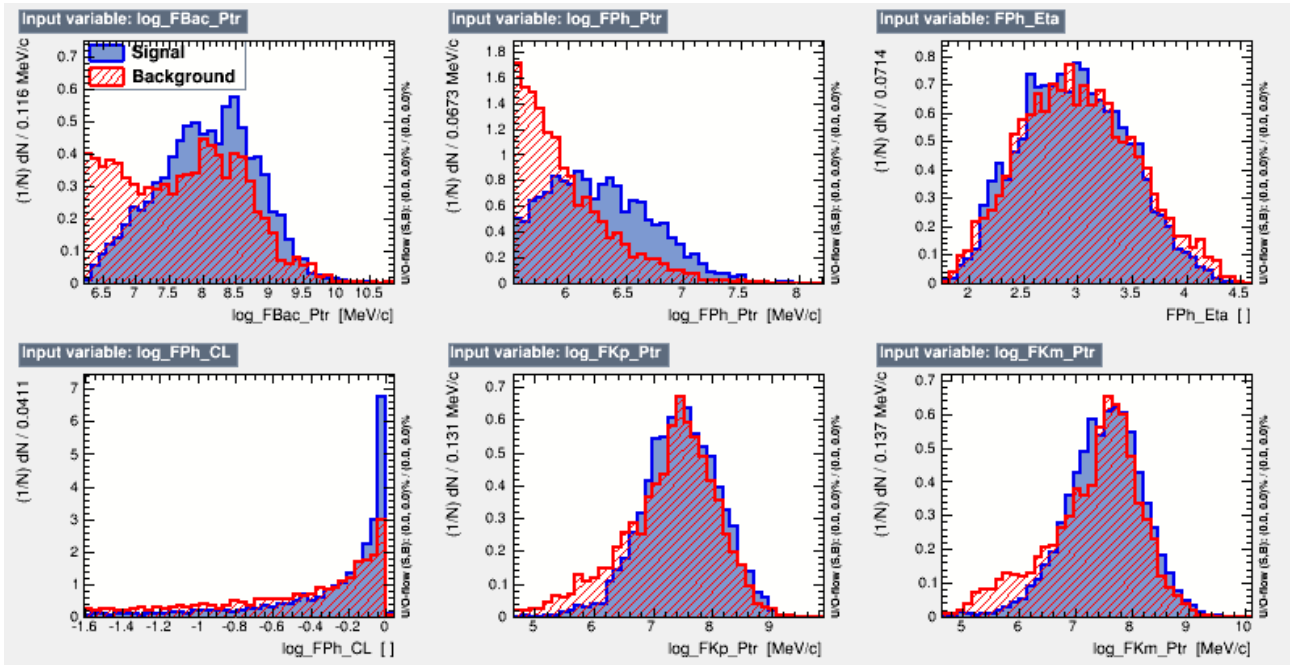 Input variable: log_FBac_Ptr
Signal
Background
(1/N) dN / 0.116 MeV/c
0.7
0.6
0.5
0.4
0.3
0.2
0.1
0
6.5 7 7.5 8 8.5 9 9.5 10 10.5
log_FBac_Ptr [MeV/c]
U/O-flow (S,B): (0.0, 0.0)% / (0.0, 0.0)%
Input variable: log_FPh_Ptr
(1/N) dN / 0.0673 MeV/c
1.8
1.6
1.4
1.2
1
0.8
0.6
0.4
0.2
0
6 6.5 7 7.5 8
log_FPh_Ptr [MeV/c]
U/O-flow (S,B): (0.0, 0.0)% / (0.0, 0.0)%
Input variable: FPh_Eta
(1/N) dN / 0.0714
0.8
0.7
0.6
0.5
0.4
0.3
0.2
0.1
0
2 2.5 3 3.5 4 4.5
FPh_Eta [ ]
U/O-flow (S,B): (0.0, 0.0)% / (0.0, 0.0)%
Input variable: log_FPh_CL
(1/N) dN / 0.0411
7
6
5
4
3
2
1
0
-1.6 -1.4 -1.2 -1 -0.8 -0.6 -0.4 -0.2 0
log_FPh_CL [ ]
U/O-flow (S,B): (0.0, 0.0)% / (0.0, 0.0)%
Input variable: log_FKp_Ptr
(1/N) dN / 0.131 MeV/c
0.7
0.6
0.5
0.4
0.3
0.2
0.1
0
5 6 7 8 9
log_FKp_Ptr [MeV/c]
U/O-flow (S,B): (0.0, 0.0)% / (0.0, 0.0)%
Input variable: log_FKm_Ptr
(1/N) dN / 0.137 MeV/c
0.7
0.6
0.5
0.4
0.3
0.2
0.1
0
5 6 7 8 9 10
log_FKm_Ptr [MeV/c]
U/O-flow (S,B): (0.0, 0.0)% / (0.0, 0.0)%